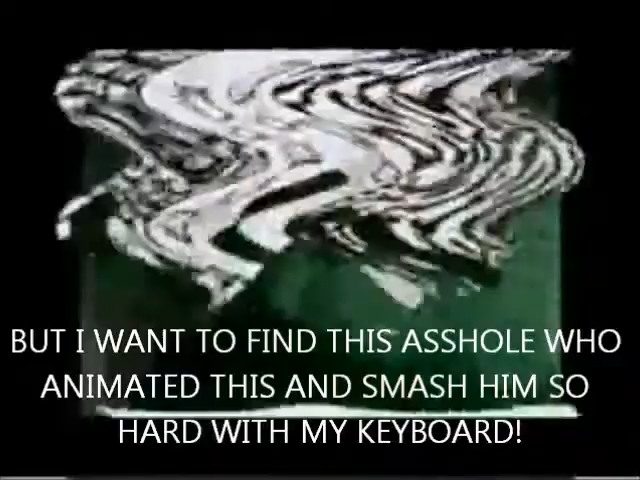 BUT I WANT TO FIND THIS ASSHOLE WHO
ANIMATED THIS AND SMASH HIM SO
HARD WITH MY KEYBOARD!